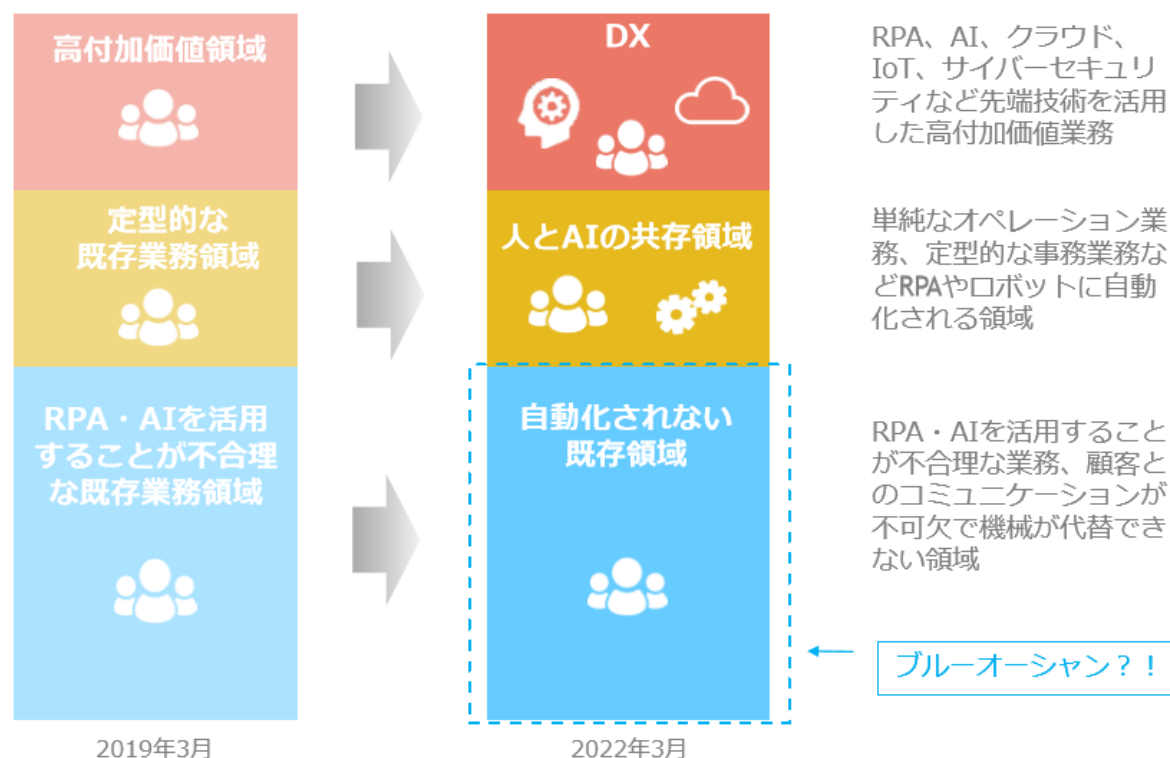 高付加価値領域
DX
RPA、AI、クラウド、
IoT、サイバーセキュリ
ティなど先端技術を活用
した高付加価値業務
定型的な
既存業務領域
人とAIの共存領域
単純なオペレーション業
務、定型的な事務業務な
どRPAやロボットに自動
化される領域
RPA・AIを活用
することが不合理
な既存業務領域
自動化されない
既存領域
RPA・AIを活用すること
が不合理な業務、顧客と
のコミュニケーションが
不可欠で機械が代替でき
ない領域
ブルーオーシャン?!
2019年3月
2022年3月